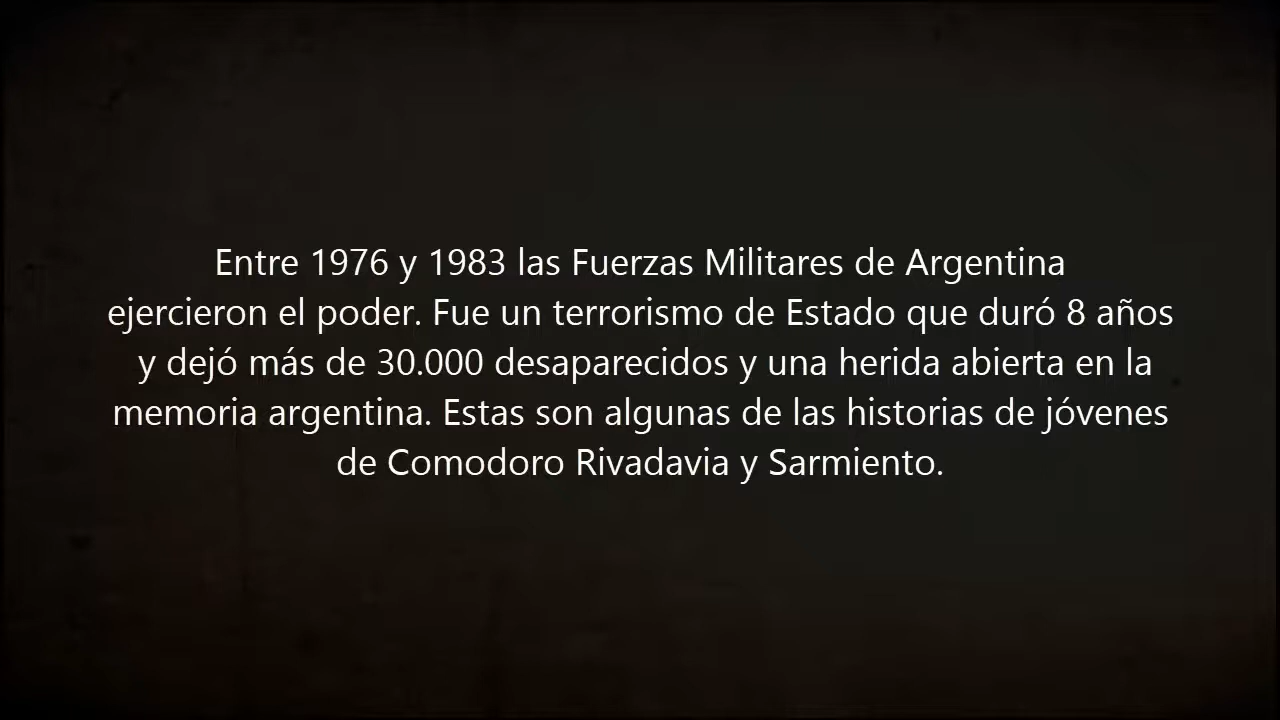 Entre 1976 y 1983 las Fuerzas Militares de Argentina
ejercieron el poder. Fue un terrorismo de Estado que duró 8 años
y dejó más de 30.000 desaparecidos y una herida abierta en la
memoria argentina. Estas son algunas de las historias de jóvenes
de Comodoro Rivadavia y Sarmiento.